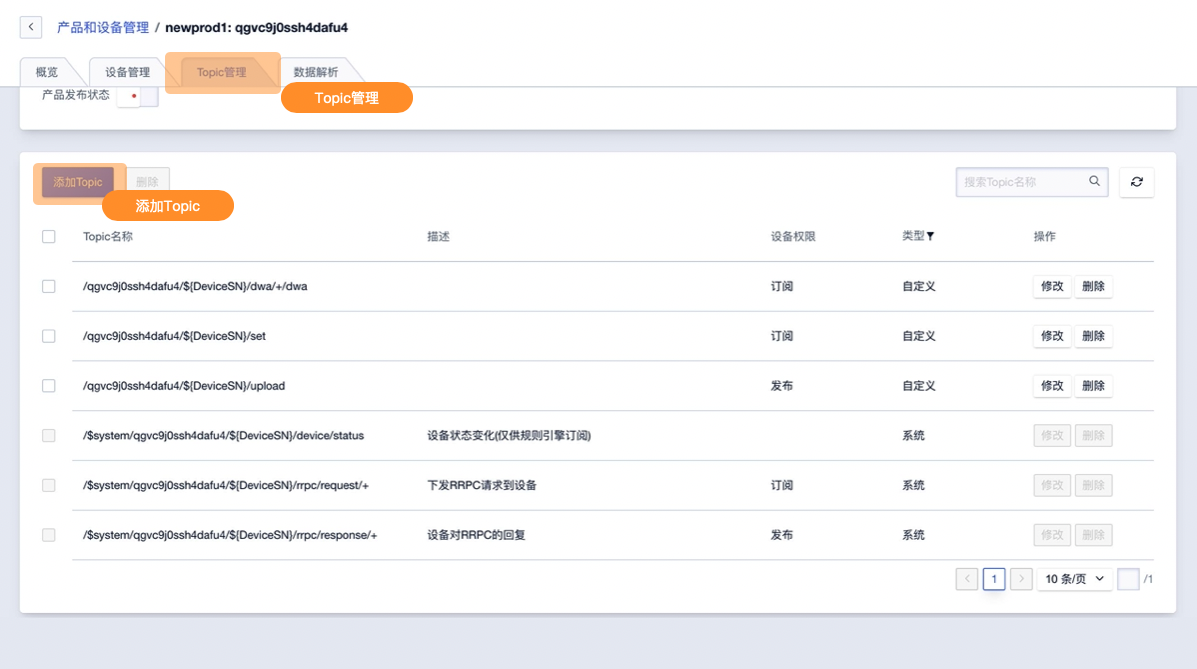 产品和设备管理 / newprod1: qgvc9j0ssh4dafu4
概览 设备管理 Topic管理 数据解析
产品发布状态 Topic管理
添加Topic 删除 搜索Topic名称
添加Topic
Topic名称 描述 设备权限 类型 操作
/qgvc9j0ssh4dafu4/${DeviceSN}/dwa/+/dwa 订阅 自定义 修改 删除
/qgvc9j0ssh4dafu4/${DeviceSN}/set 订阅 自定义 修改 删除
/qgvc9j0ssh4dafu4/${DeviceSN}/upload 发布 自定义 修改 删除
/$system/qgvc9j0ssh4dafu4/${DeviceSN}/device/status 设备状态变化(仅供规则引擎订阅) 系统 修改 删除
/$system/qgvc9j0ssh4dafu4/${DeviceSN}/rrpc/request/+ 下发RRPC请求到设备 订阅 系统 修改 删除
/$system/qgvc9j0ssh4dafu4/${DeviceSN}/rrpc/response/+ 设备对RRPC的回复 发布 系统 修改 删除
1 10 条/页 /1